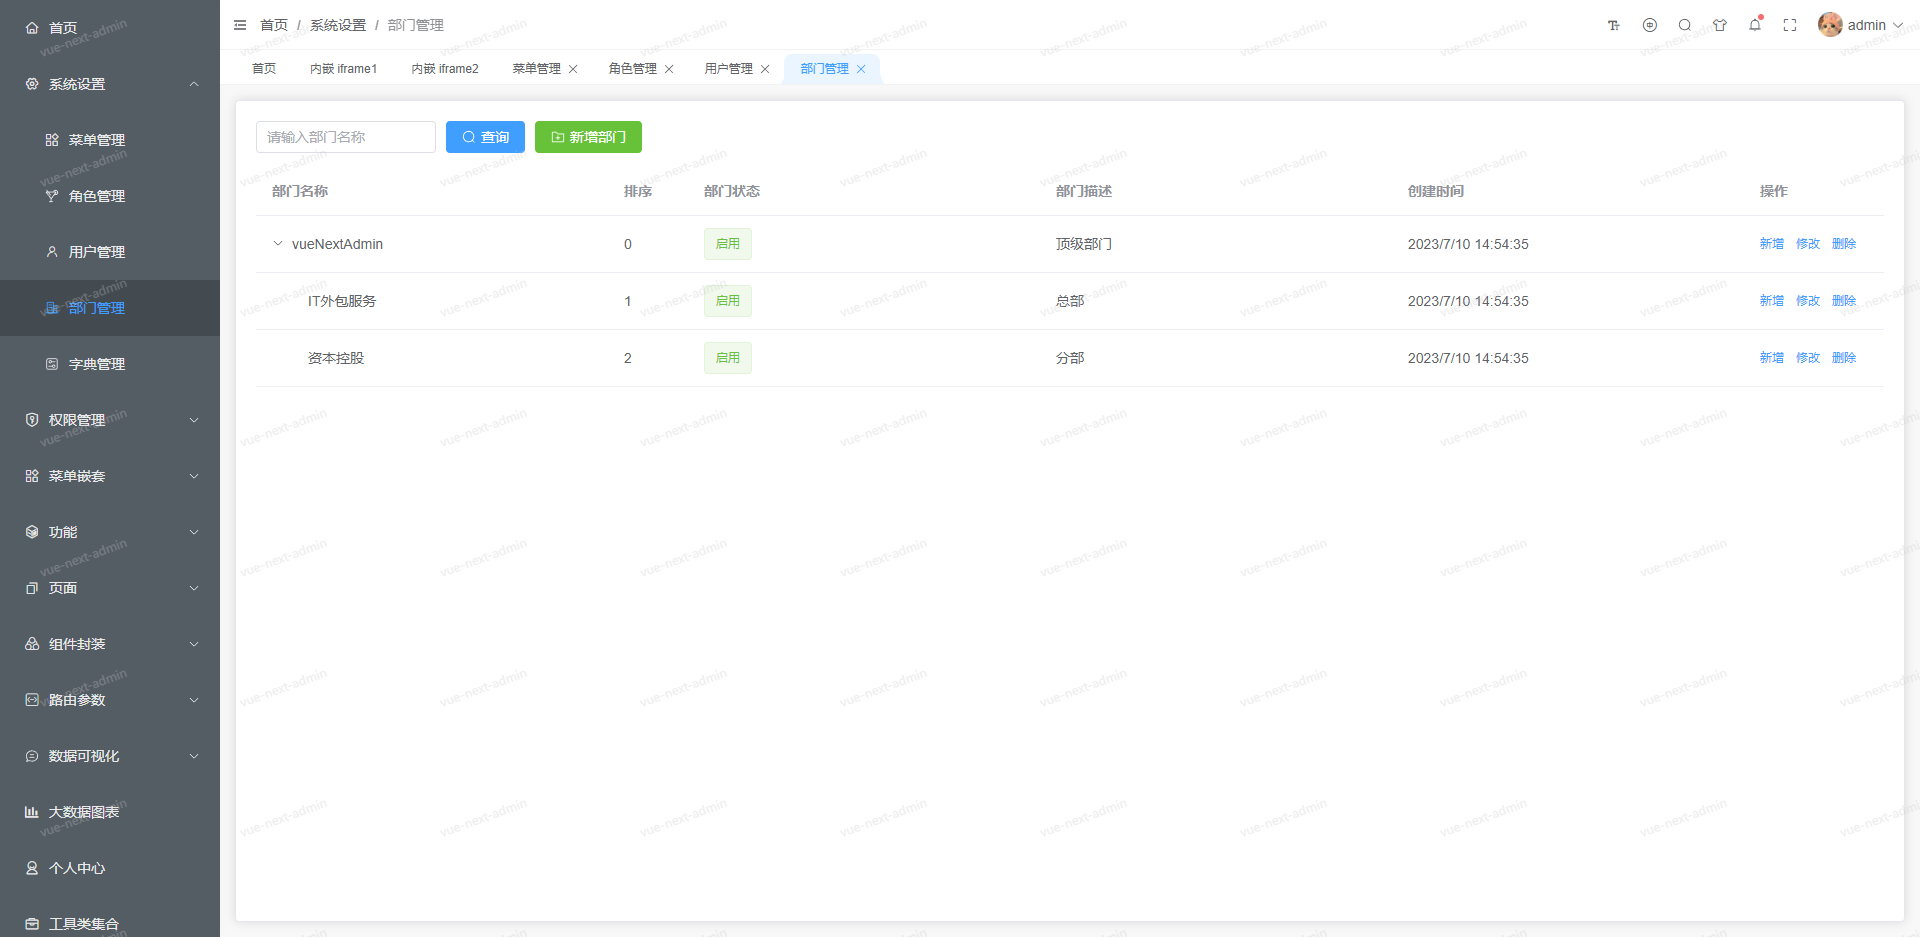 首页
系统设置
菜单管理
角色管理
用户管理
部门管理
字典管理
权限管理
菜单嵌套
功能
页面
组件封装
路由参数
数据可视化
大数据图表
个人中心
工具类集合
首页 / 系统设置 / 部门管理
admin
首页 内嵌 iframe1 内嵌 iframe2 菜单管理 角色管理 用户管理 部门管理
请输入部门名称 查询 新增部门
部门名称 排序 部门状态 部门描述 创建时间 操作
vueNextAdmin 0 启用 顶级部门 2023/7/10 14:54:35 新增 修改 删除
IT外包服务 1 启用 总部 2023/7/10 14:54:35 新增 修改 删除
资本控股 2 启用 分部 2023/7/10 14:54:35 新增 修改 删除
vue-next-admin